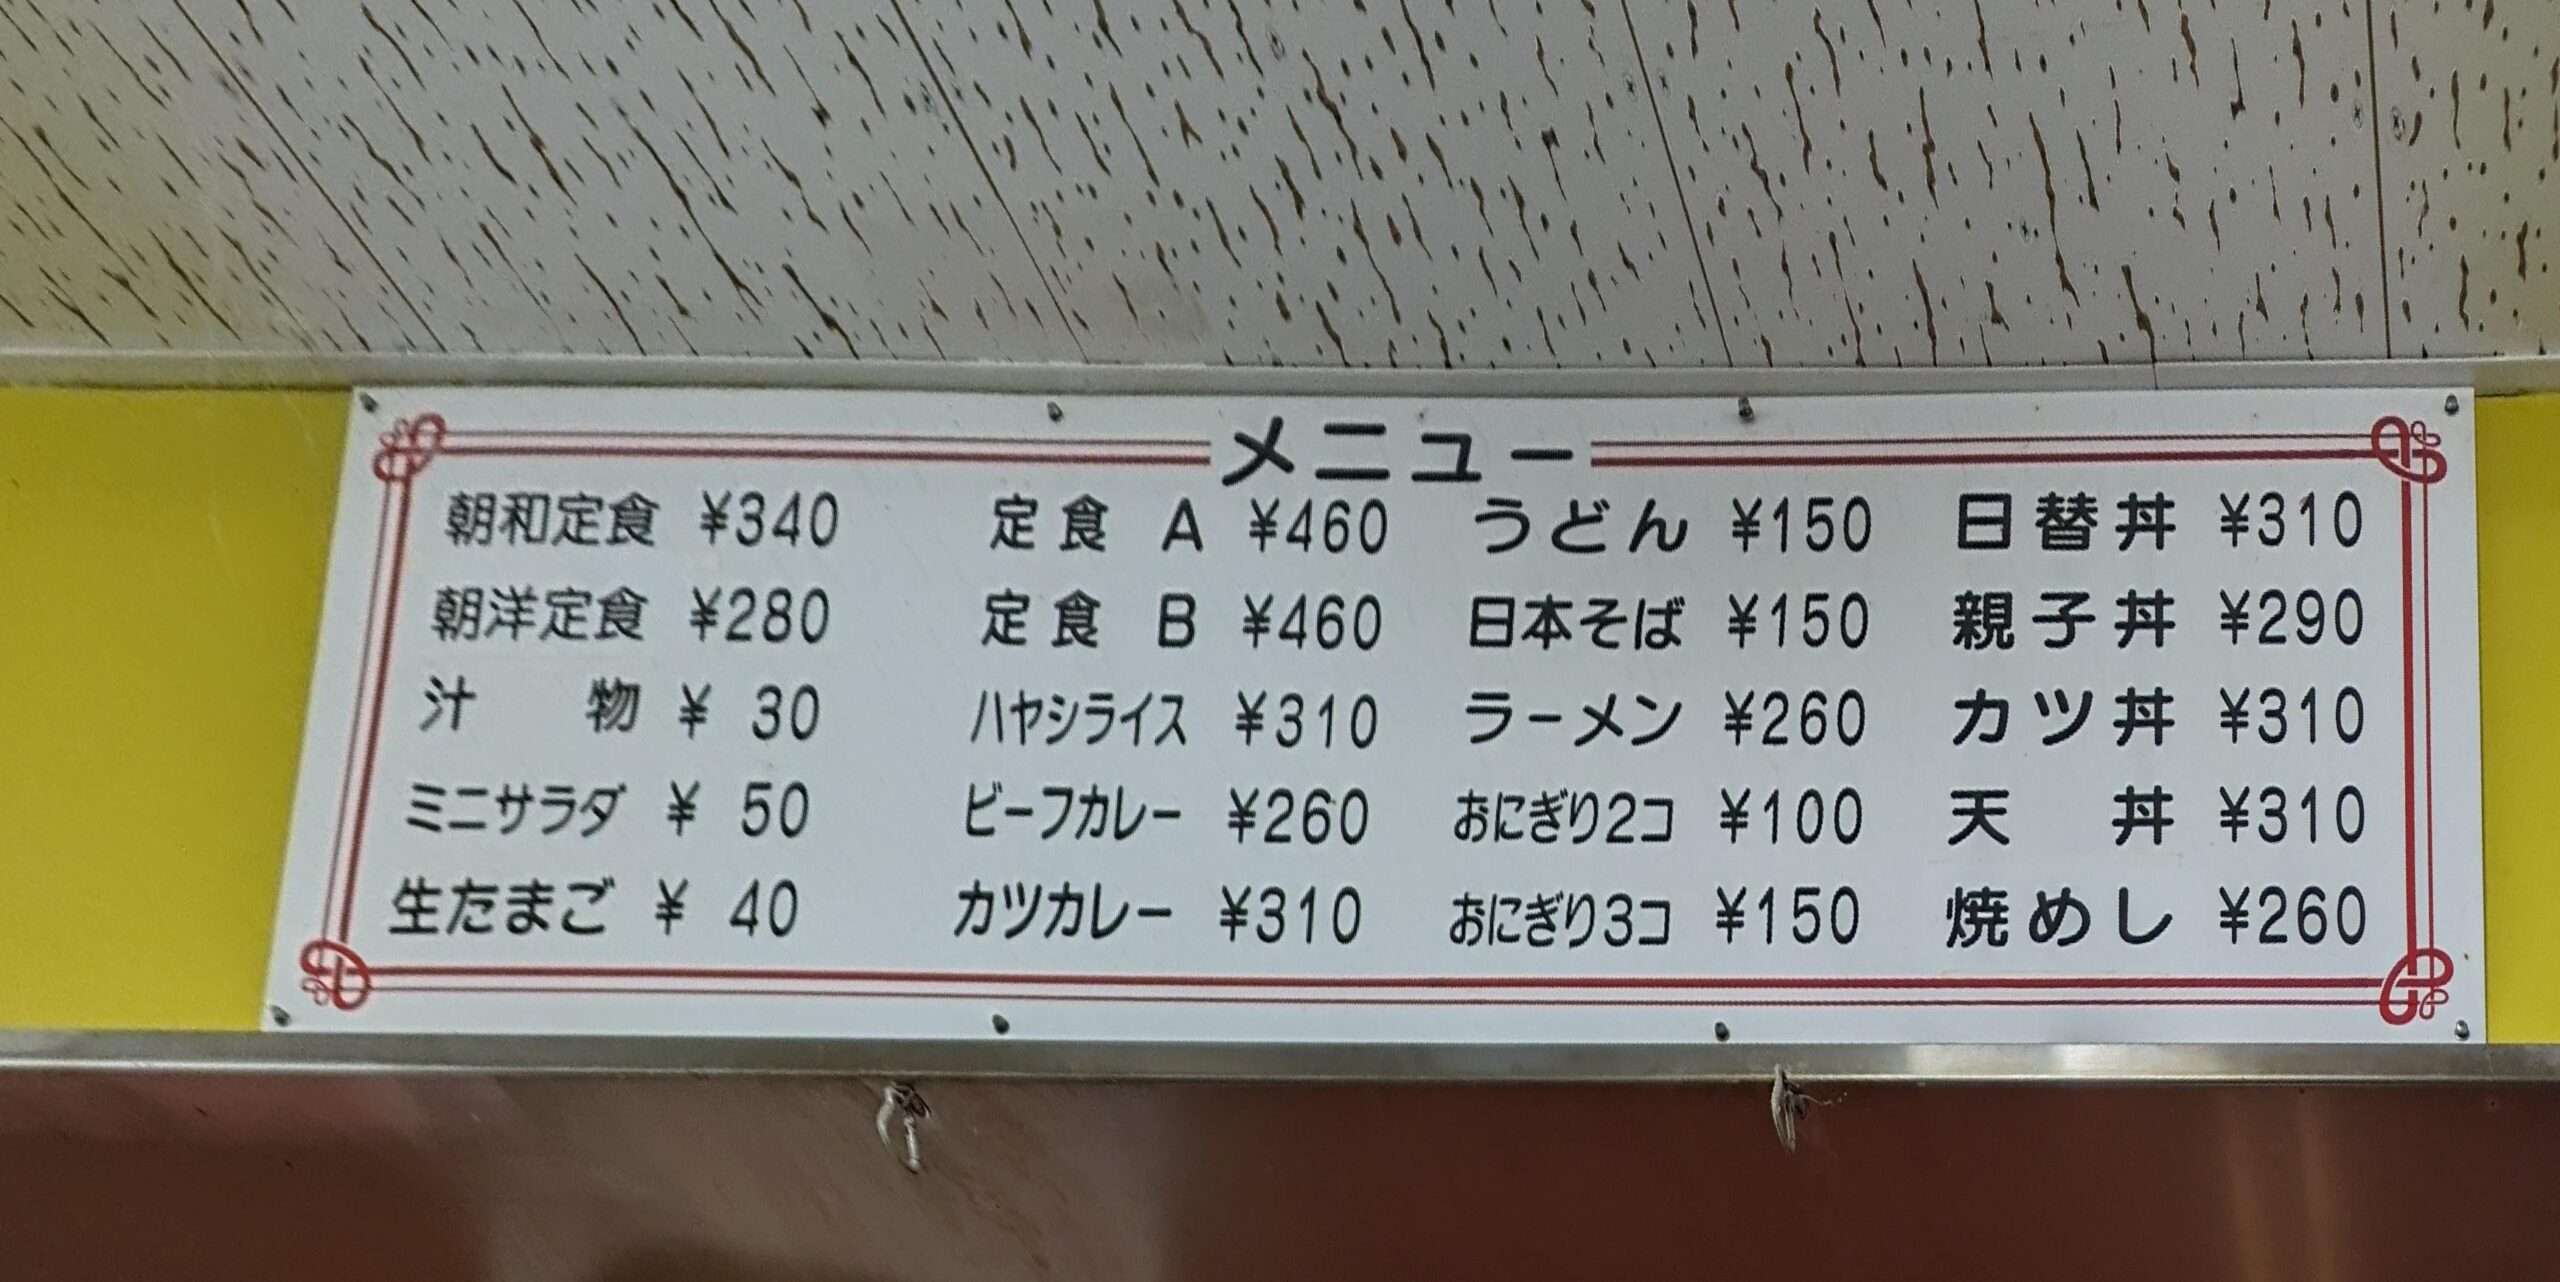 メニュー
朝和定食 ¥340 定食 A ¥460 うどん ¥150 日替丼 ¥310
朝洋定食 ¥280 定食 B ¥460 日本そば ¥150 親子丼 ¥290
汁物 ¥ 30 ハヤシライス ¥310 ラーメン ¥260 カツ丼 ¥310
ミニサラダ ¥ 50 ビーフカレー ¥260 おにぎり2コ ¥100 天丼 ¥310
生たまご ¥ 40 カツカレー ¥310 おにぎり3コ ¥150 焼めし ¥260